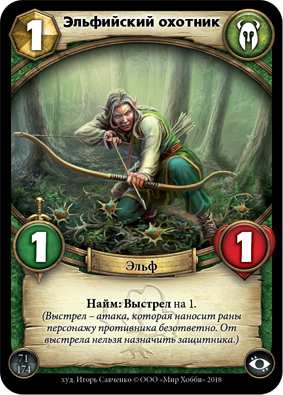 1
Эльфийский охотник
1
1
Эльф
Найм: Выстрел на 1.
(Выстрел – атака, которая наносит раны
персонажу противника безответно. От
выстрела нельзя назначить защитника.)
71
174
худ. Игорь Савченко © ООО «Мир Хобби» 2018